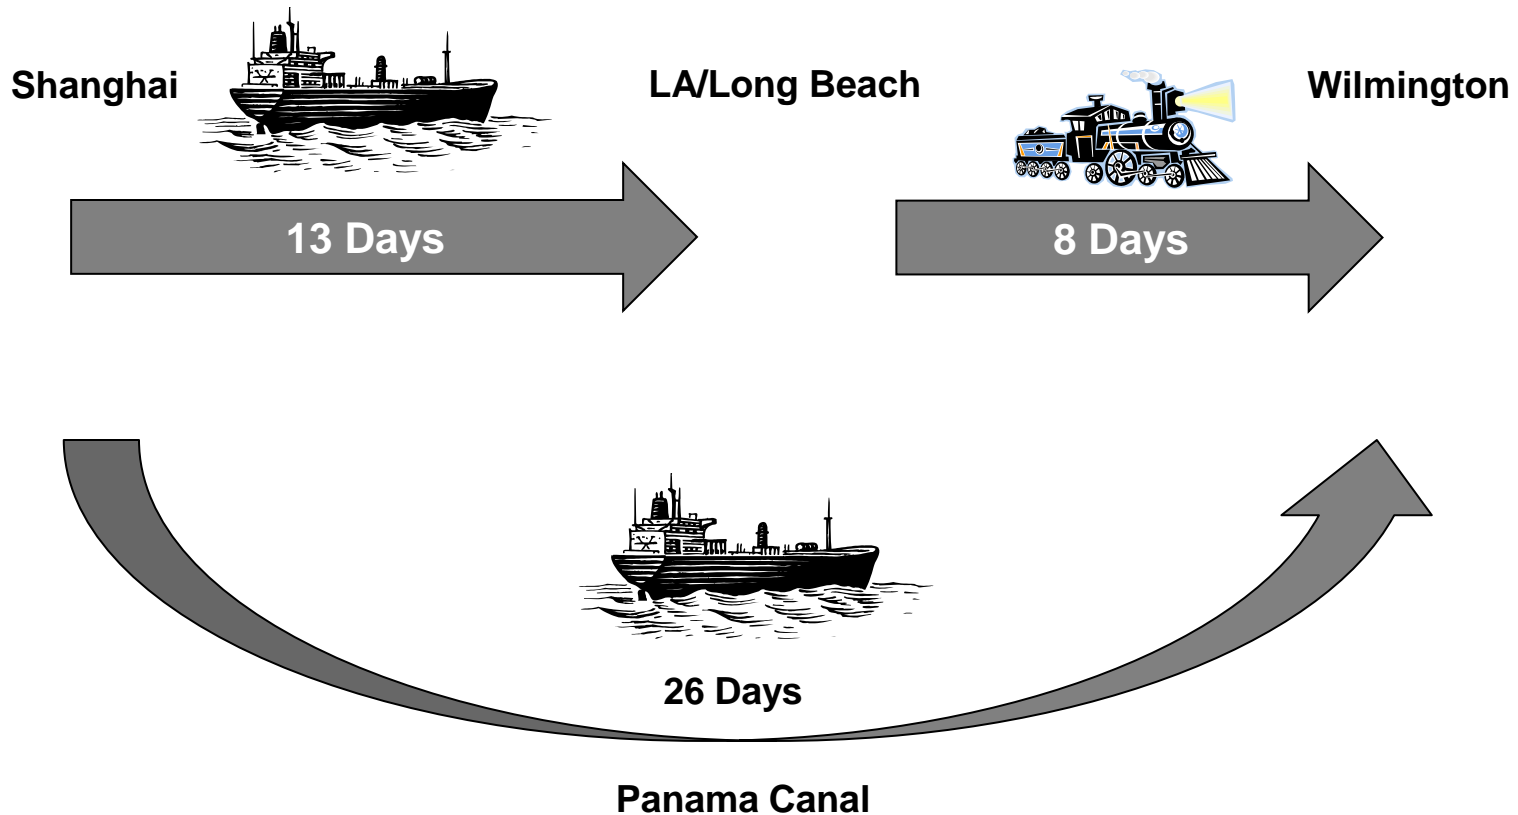 Shanghai
LA/Long Beach
Wilmington
13 Days
8 Days
26 Days
Panama Canal